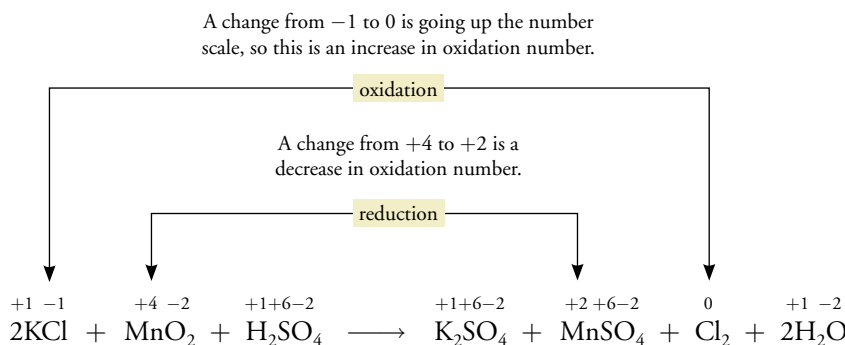 A change from −1 to 0 is going up the number
scale, so this is an increase in oxidation number.
oxidation
A change from +4 to +2 is a
decrease in oxidation number.
reduction
+1 −1 +4 −2 +1+6−2 +1+6−2 +2 +6−2 0 +1 −2
2KCl + MnO₂ + H₂SO₄ ⟶ K₂SO₄ + MnSO₄ + Cl₂ + 2H₂O